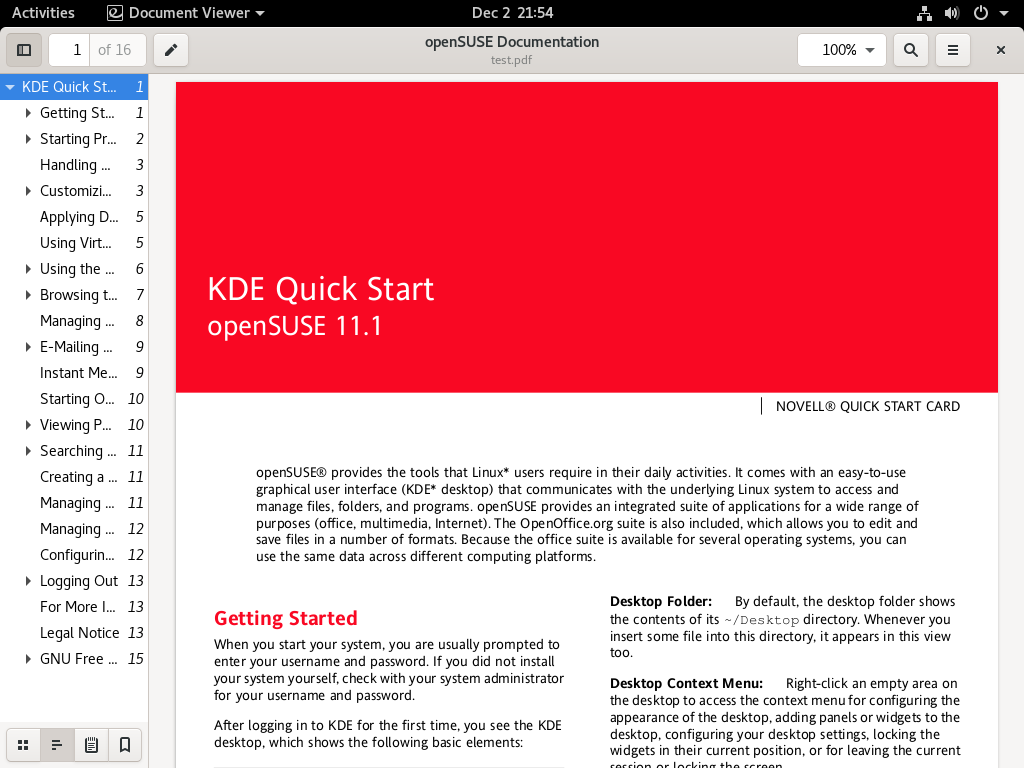 Activities
Document Viewer
Dec 2 21:54
1
of 16
openSUSE Documentation
test.pdf
100%
KDE Quick St... 1
Getting St... 1
Starting Pr... 2
Handling ... 3
Customizi... 3
Applying D... 5
Using Virt... 5
Using the ... 6
Browsing t... 7
Managing ... 8
E-Mailing ... 9
Instant Me... 9
Starting O... 10
Viewing P... 10
Searching ... 11
Creating a ... 11
Managing ... 11
Managing ... 12
Configurin... 12
Logging Out 13
For More I... 13
Legal Notice 13
GNU Free ... 15
KDE Quick Start
openSUSE 11.1
NOVELL® QUICK START CARD
openSUSE® provides the tools that Linux* users require in their daily activities. It comes with an easy-to-use
graphical user interface (KDE* desktop) that communicates with the underlying Linux system to access and
manage files, folders, and programs. openSUSE provides an integrated suite of applications for a wide range of
purposes (office, multimedia, Internet). The OpenOffice.org suite is also included, which allows you to edit and
save files in a number of formats. Because the office suite is available for several operating systems, you can
use the same data across different computing platforms.
Getting Started
When you start your system, you are usually prompted to
enter your username and password. If you did not install
your system yourself, check with your system administrator
for your username and password.
After logging in to KDE for the first time, you see the KDE
desktop, which shows the following basic elements:
Desktop Folder: By default, the desktop folder shows
the contents of its ~/Desktop directory. Whenever you
insert some file into this directory, it appears in this view
too.
Desktop Context Menu: Right-click an empty area on
the desktop to access the context menu for configuring the
appearance of the desktop, adding panels or widgets to the
desktop, configuring your desktop settings, locking the
widgets in their current position, or for leaving the current
session or locking the screen.